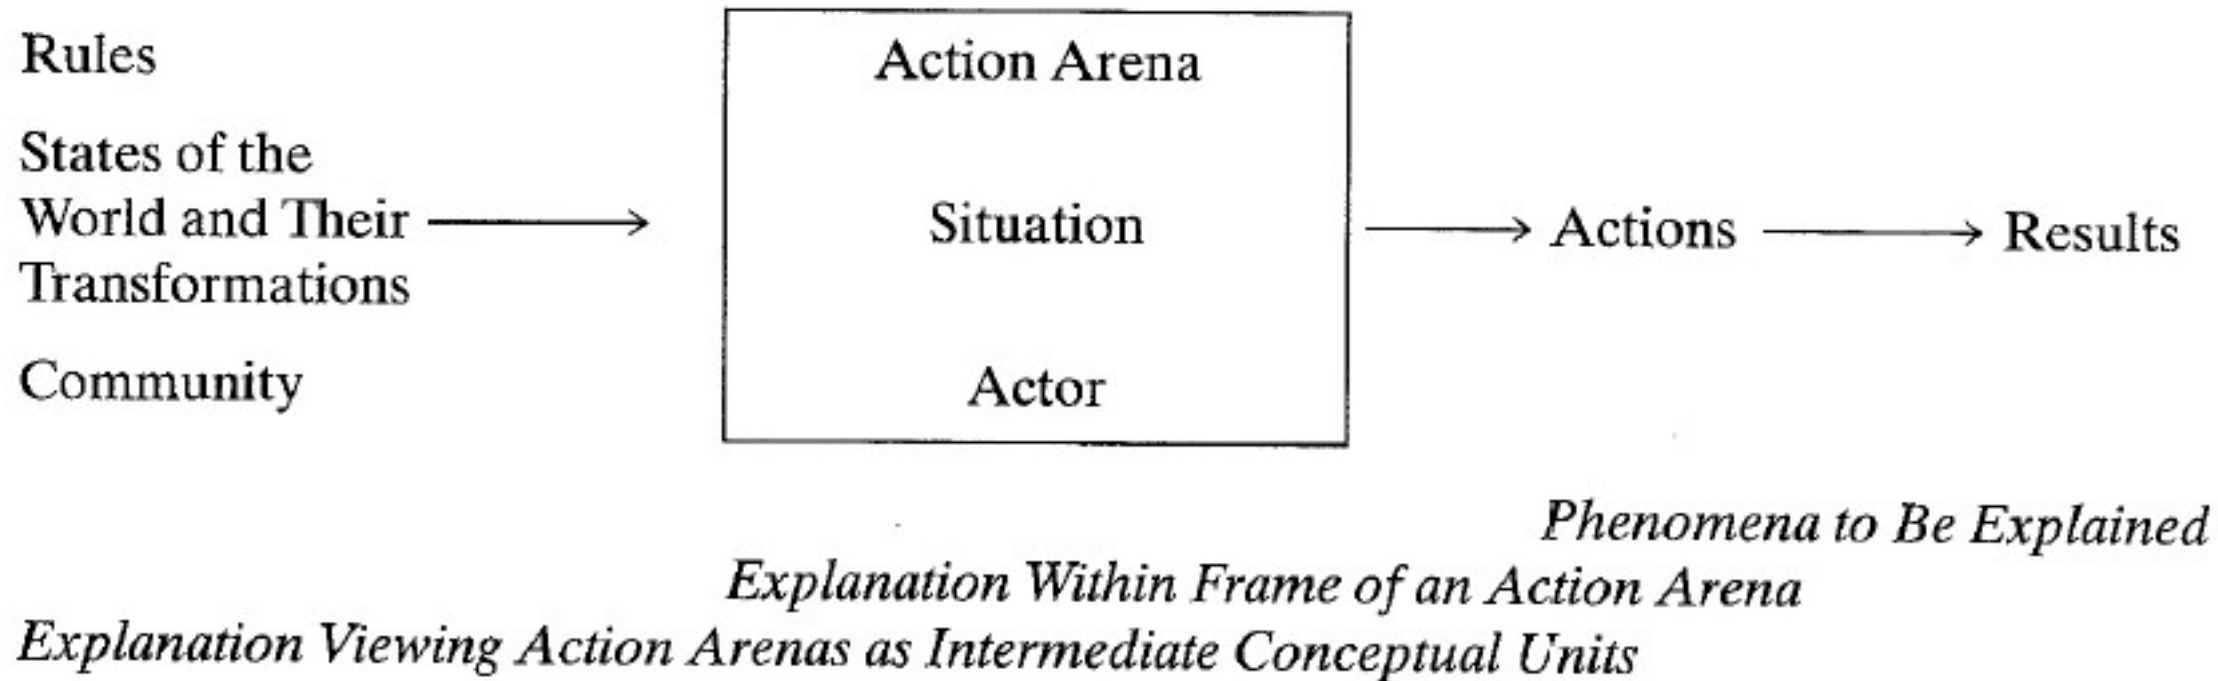 Rules
States of the
World and Their
Transformations
Community
Action Arena
Situation
Actor
Actions
Results
Phenomena to Be Explained
Explanation Within Frame of an Action Arena
Explanation Viewing Action Arenas as Intermediate Conceptual Units